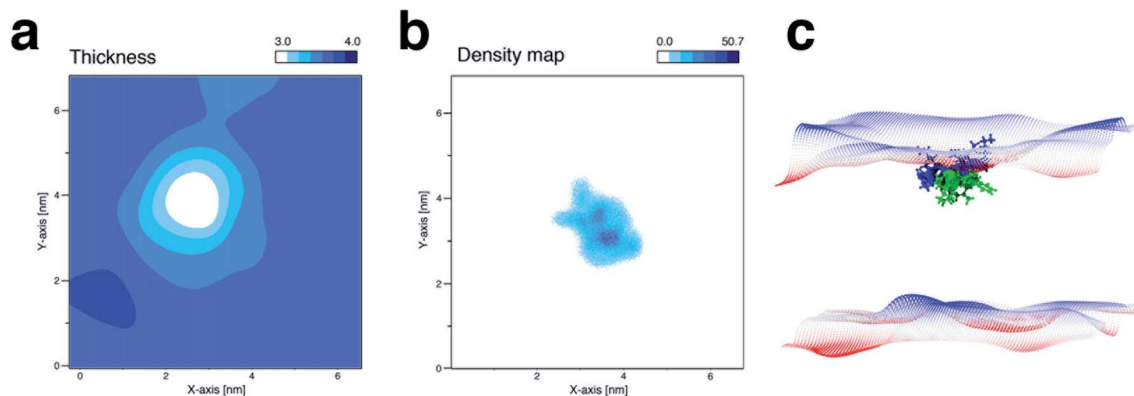 a
b
c
Thickness
3.0 4.0
Density map
0.0 50.7
6
4
2
0
Y-axis [nm]
0 2 4 6
X-axis [nm]
6
4
2
0
Y-axis [nm]
2 4 6
X-axis [nm]